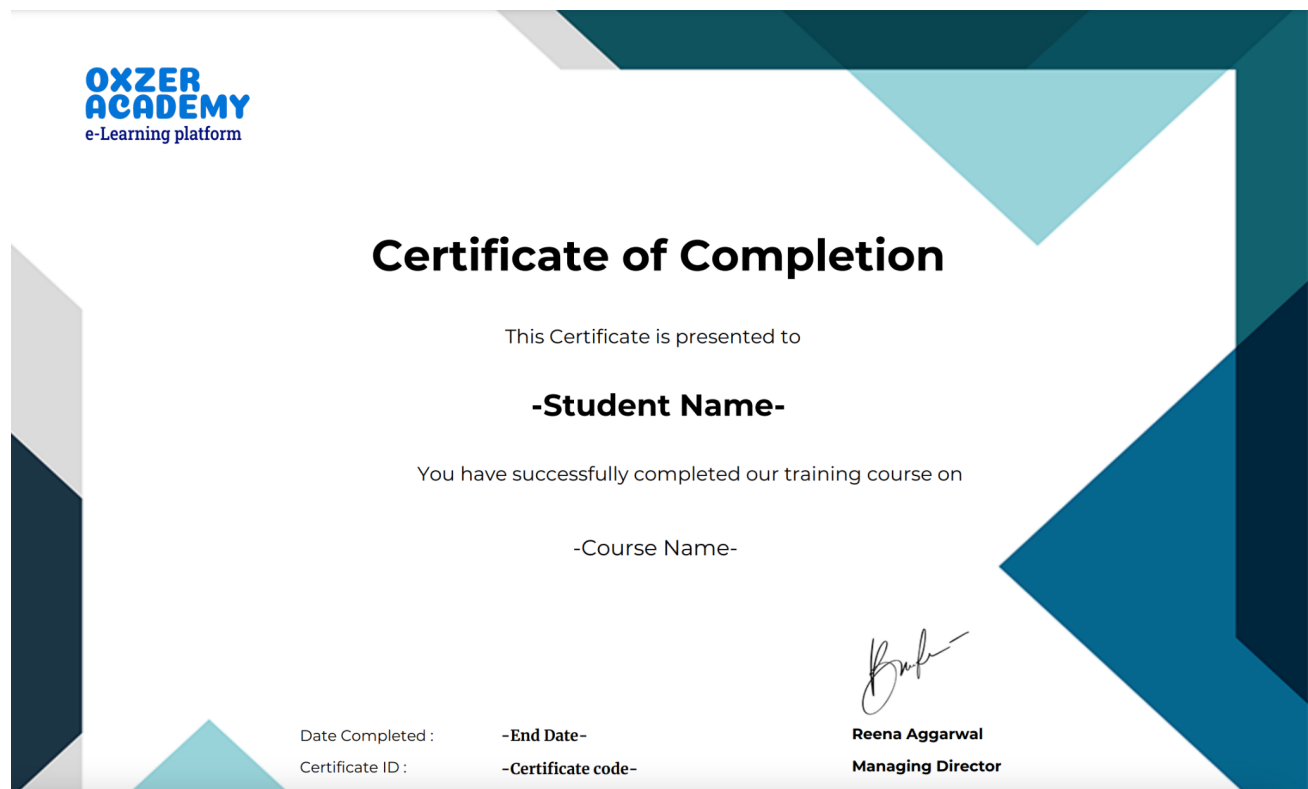 OXZER
ACADEMY
e-Learning platform
Certificate of Completion
This Certificate is presented to
-Student Name-
You have successfully completed our training course on
-Course Name-
Date Completed : -End Date-
Certificate ID : -Certificate code-
Reena Aggarwal
Managing Director